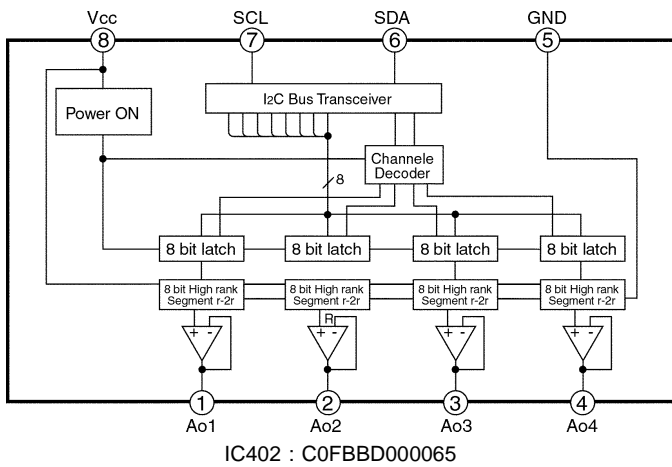 Vcc SCL SDA GND
8 7 6 5
I2C Bus Transceiver
Power ON
Channele
Decoder
8
8 bit latch 8 bit latch 8 bit latch 8 bit latch
8 bit High rank 8 bit High rank 8 bit High rank 8 bit High rank
Segment r-2r Segment r-2r Segment r-2r Segment r-2r
R
+ - + - + - + -
1 2 3 4
Ao1 Ao2 Ao3 Ao4
IC402 : C0FBBD000065